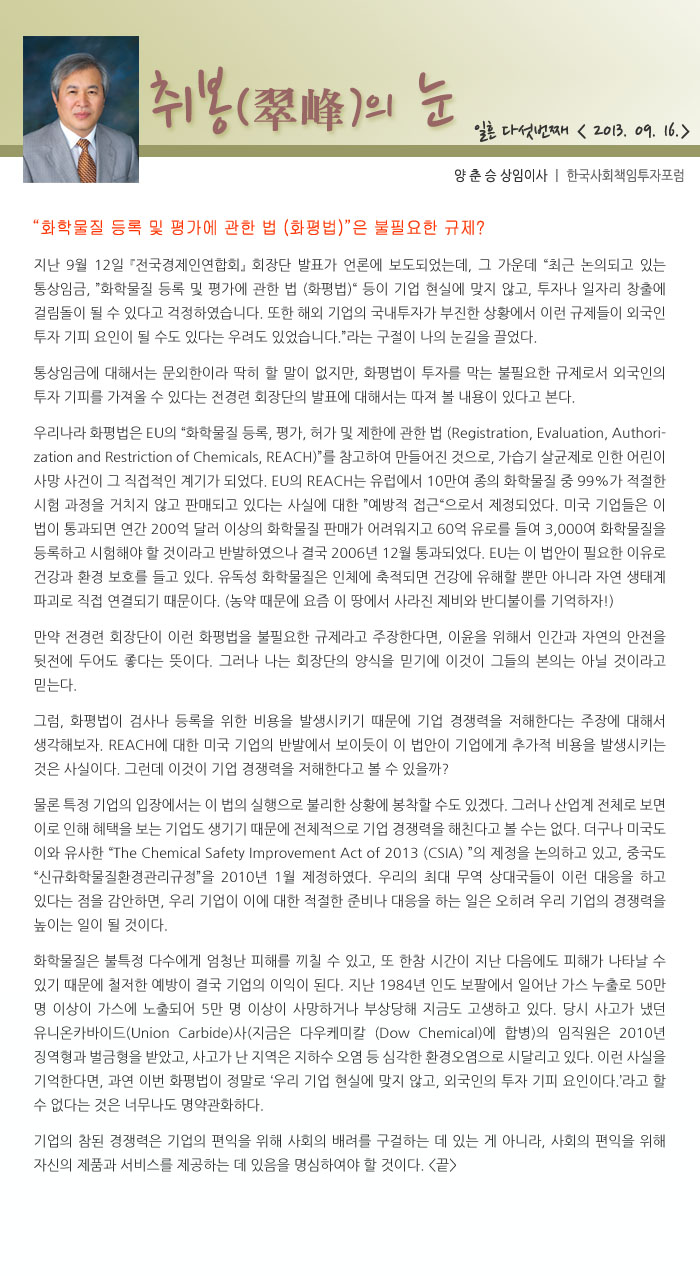 취봉(翠峰)의 눈
일흔 다섯번째 < 2013. 09. 16.>
양 춘 승 상임이사 ㅣ 한국사회책임투자포럼
“화학물질 등록 및 평가에 관한 법 (화평법)”은 불필요한 규제?
지난 9월 12일 『전국경제인연합회』 회장단 발표가 언론에 보도되었는데, 그 가운데 “최근 논의되고 있는
통상임금, ”화학물질 등록 및 평가에 관한 법 (화평법)“ 등이 기업 현실에 맞지 않고, 투자나 일자리 창출에
걸림돌이 될 수 있다고 걱정하였습니다. 또한 해외 기업의 국내투자가 부진한 상황에서 이런 규제들이 외국인
투자 기피 요인이 될 수도 있다는 우려도 있었습니다.”라는 구절이 나의 눈길을 끌었다.
통상임금에 대해서는 문외한이라 딱히 할 말이 없지만, 화평법이 투자를 막는 불필요한 규제로서 외국인의
투자 기피를 가져올 수 있다는 전경련 회장단의 발표에 대해서는 따져 볼 내용이 있다고 본다.
우리나라 화평법은 EU의 “화학물질 등록, 평가, 허가 및 제한에 관한 법 (Registration, Evaluation, Authori-
zation and Restriction of Chemicals, REACH)”를 참고하여 만들어진 것으로, 가습기 살균제로 인한 어린이
사망 사건이 그 직접적인 계기가 되었다. EU의 REACH는 유럽에서 10만여 종의 화학물질 중 99%가 적절한
시험 과정을 거치지 않고 판매되고 있다는 사실에 대한 ”예방적 접근“으로서 제정되었다. 미국 기업들은 이
법이 통과되면 연간 200억 달러 이상의 화학물질 판매가 어려워지고 60억 유로를 들여 3,000여 화학물질을
등록하고 시험해야 할 것이라고 반발하였으나 결국 2006년 12월 통과되었다. EU는 이 법안이 필요한 이유로
건강과 환경 보호를 들고 있다. 유독성 화학물질은 인체에 축적되면 건강에 유해할 뿐만 아니라 자연 생태계
파괴로 직접 연결되기 때문이다. (농약 때문에 요즘 이 땅에서 사라진 제비와 반디불이를 기억하자!)
만약 전경련 회장단이 이런 화평법을 불필요한 규제라고 주장한다면, 이윤을 위해서 인간과 자연의 안전을
뒷전에 두어도 좋다는 뜻이다. 그러나 나는 회장단의 양식을 믿기에 이것이 그들의 본의는 아닐 것이라고
믿는다.
그럼, 화평법이 검사나 등록을 위한 비용을 발생시키기 때문에 기업 경쟁력을 저해한다는 주장에 대해서
생각해보자. REACH에 대한 미국 기업의 반발에서 보이듯이 이 법안이 기업에게 추가적 비용을 발생시키는
것은 사실이다. 그런데 이것이 기업 경쟁력을 저해한다고 볼 수 있을까?
물론 특정 기업의 입장에서는 이 법의 실행으로 불리한 상황에 봉착할 수도 있겠다. 그러나 산업계 전체로 보면
이로 인해 혜택을 보는 기업도 생기기 때문에 전체적으로 기업 경쟁력을 해친다고 볼 수는 없다. 더구나 미국도
이와 유사한 “The Chemical Safety Improvement Act of 2013 (CSIA) ”의 제정을 논의하고 있고, 중국도
“신규화학물질환경관리규정”을 2010년 1월 제정하였다. 우리의 최대 무역 상대국들이 이런 대응을 하고
있다는 점을 감안하면, 우리 기업이 이에 대한 적절한 준비나 대응을 하는 일은 오히려 우리 기업의 경쟁력을
높이는 일이 될 것이다.
화학물질은 불특정 다수에게 엄청난 피해를 끼칠 수 있고, 또 한참 시간이 지난 다음에도 피해가 나타날 수
있기 때문에 철저한 예방이 결국 기업의 이익이 된다. 지난 1984년 인도 보팔에서 일어난 가스 누출로 50만
명 이상이 가스에 노출되어 5만 명 이상이 사망하거나 부상당해 지금도 고생하고 있다. 당시 사고가 냈던
유니온카바이드(Union Carbide)사(지금은 다우케미칼 (Dow Chemical)에 합병)의 임직원은 2010년
징역형과 벌금형을 받았고, 사고가 난 지역은 지하수 오염 등 심각한 환경오염으로 시달리고 있다. 이런 사실을
기억한다면, 과연 이번 화평법이 정말로 ‘우리 기업 현실에 맞지 않고, 외국인의 투자 기피 요인이다.’라고 할
수 없다는 것은 너무나도 명약관화하다.
기업의 참된 경쟁력은 기업의 편익을 위해 사회의 배려를 구걸하는 데 있는 게 아니라, 사회의 편익을 위해
자신의 제품과 서비스를 제공하는 데 있음을 명심하여야 할 것이다. <끝>